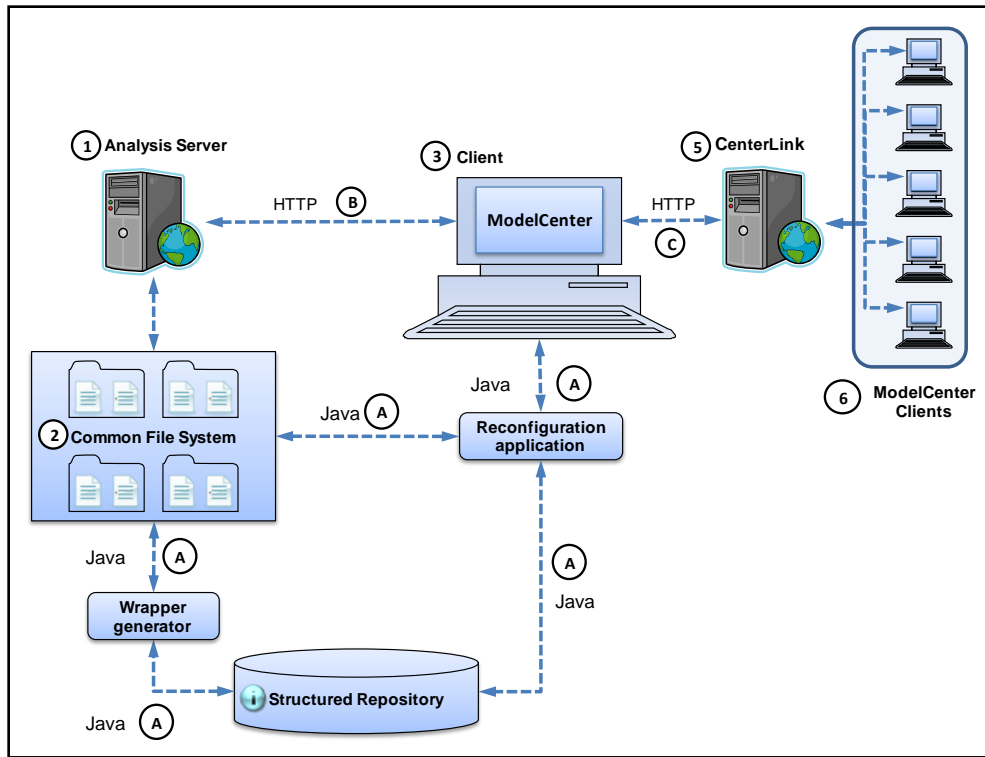 1 Analysis Server
3 Client
5 CenterLink
HTTP B
ModelCenter
HTTP
C
6 ModelCenter
Clients
2 Common File System
Java A
Java A
Reconfiguration
application
Java A
A
Java
Wrapper
generator
i Structured Repository
Java A